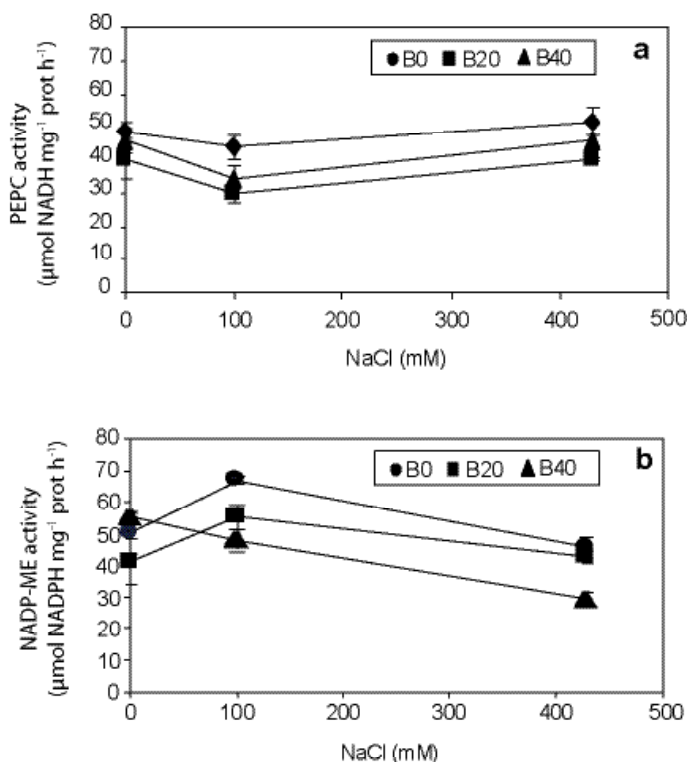 80
70
60
50
40
30
20
10
0
PEPC activity
(µmol NADH mg⁻¹ prot h⁻¹)
B0 B20 B40
a
0 100 200 300 400 500
NaCl (mM)
80
70
60
50
40
30
20
10
0
NADP-ME activity
(µmol NADPH mg⁻¹ prot h⁻¹)
B0 B20 B40
b
0 100 200 300 400 500
NaCl (mM)